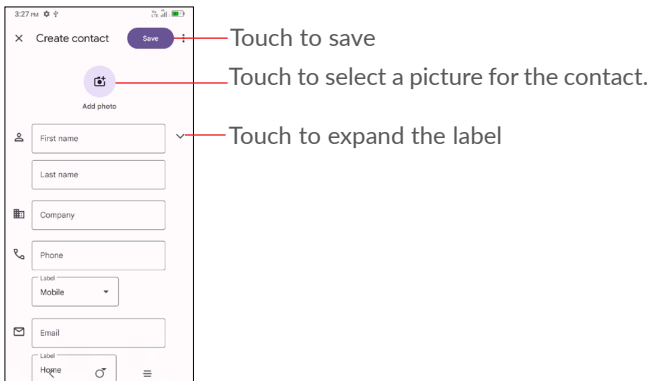 3:27 PM
Create contact
Save
Touch to save
Touch to select a picture for the contact.
Add photo
First name
Touch to expand the label
Last name
Company
Phone
Label
Mobile
Email
Label
Home